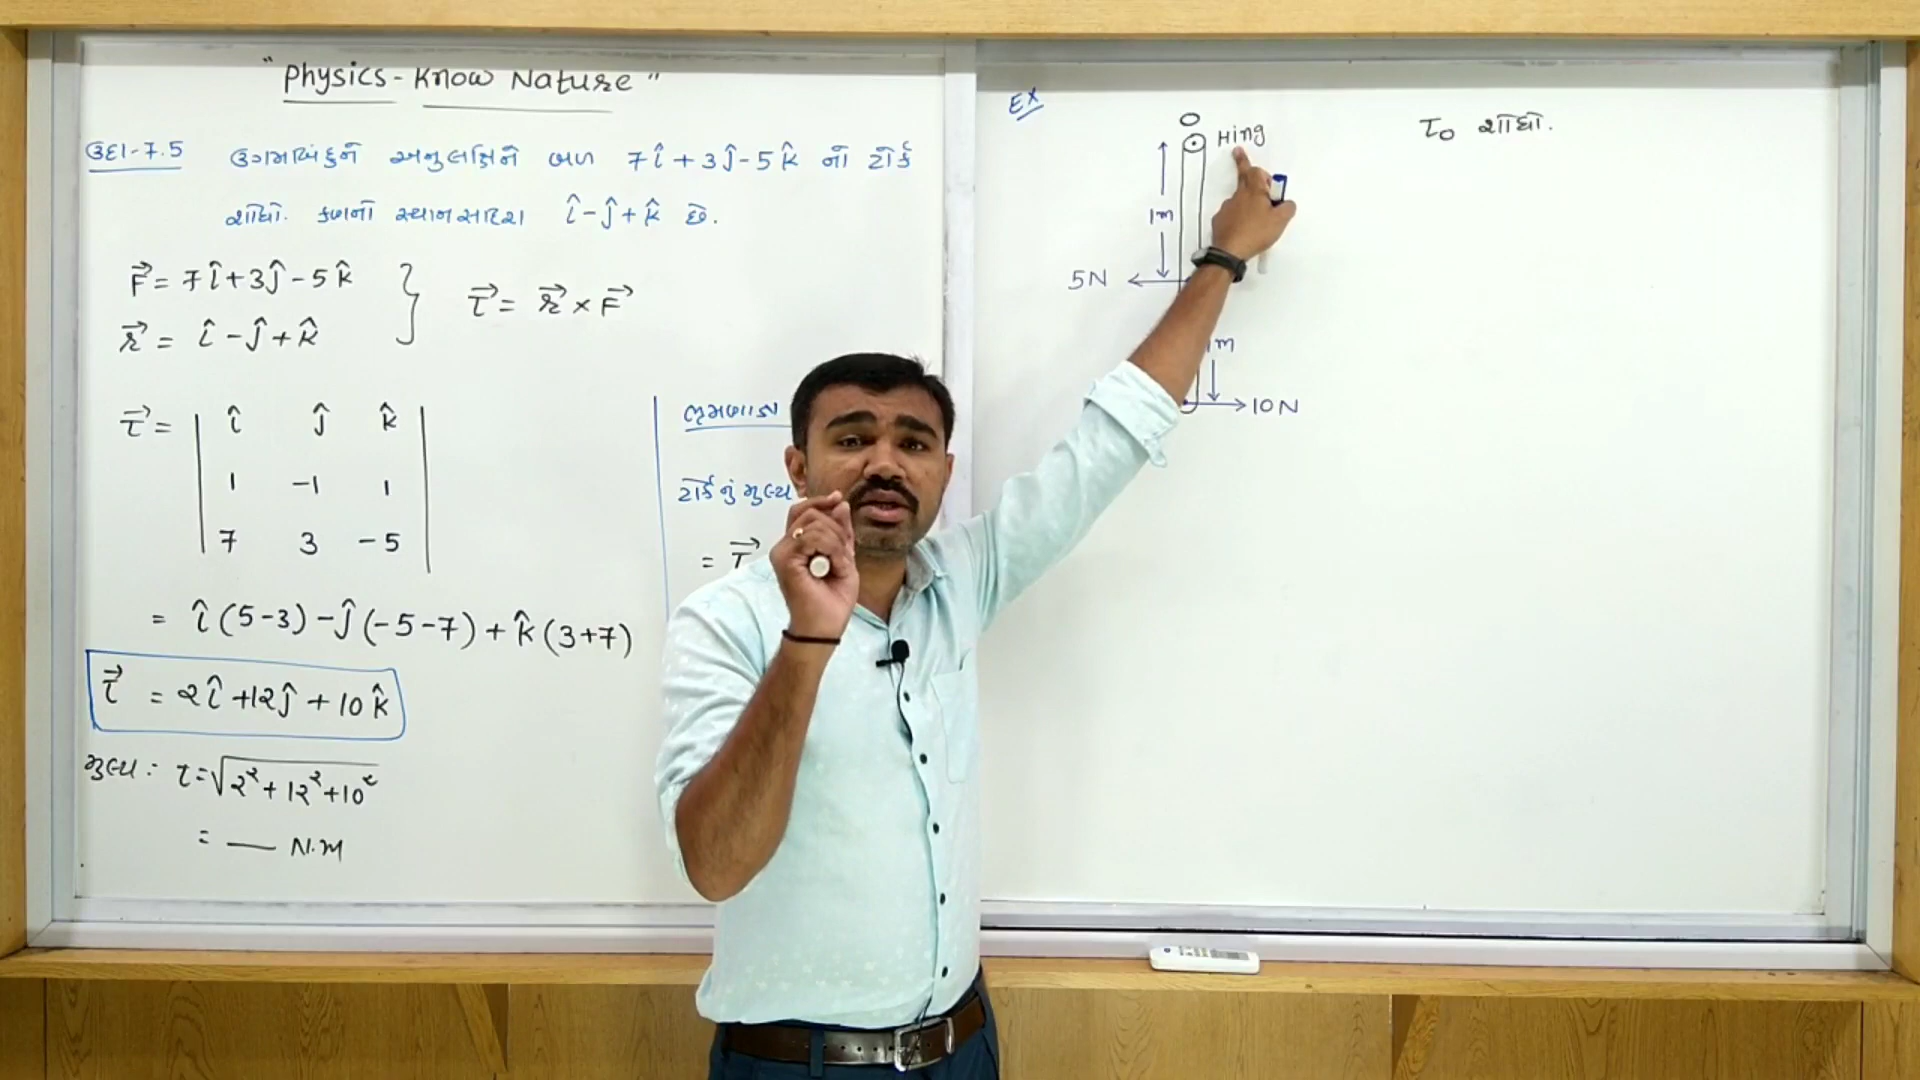 "Physics - Know Nature"
ઉદા-7.5 ઉગમબિંદુને અનુલક્ષીને બળ 7î + 3ĵ - 5k̂ નો ટોર્ક
શોધો. કણનો સ્થાન સદિશ î - ĵ + k̂ છે.
F⃗ = 7î + 3ĵ - 5k̂
r⃗ = î - ĵ + k̂
τ⃗ = r⃗ × F⃗
τ⃗ = | î ĵ k̂ |
| 1 -1 1 |
| 7 3 -5 |
= î (5-3) - ĵ (-5-7) + k̂ (3+7)
τ⃗ = 2î + 12ĵ + 10k̂
મુલ્ય : τ = √2² + 12² + 10²
= — N.m
ટોર્કનું મુલ્ય
= τ⃗
Ex
O
Hing
1m
5N
1m
10N
τ₀ શોધો.